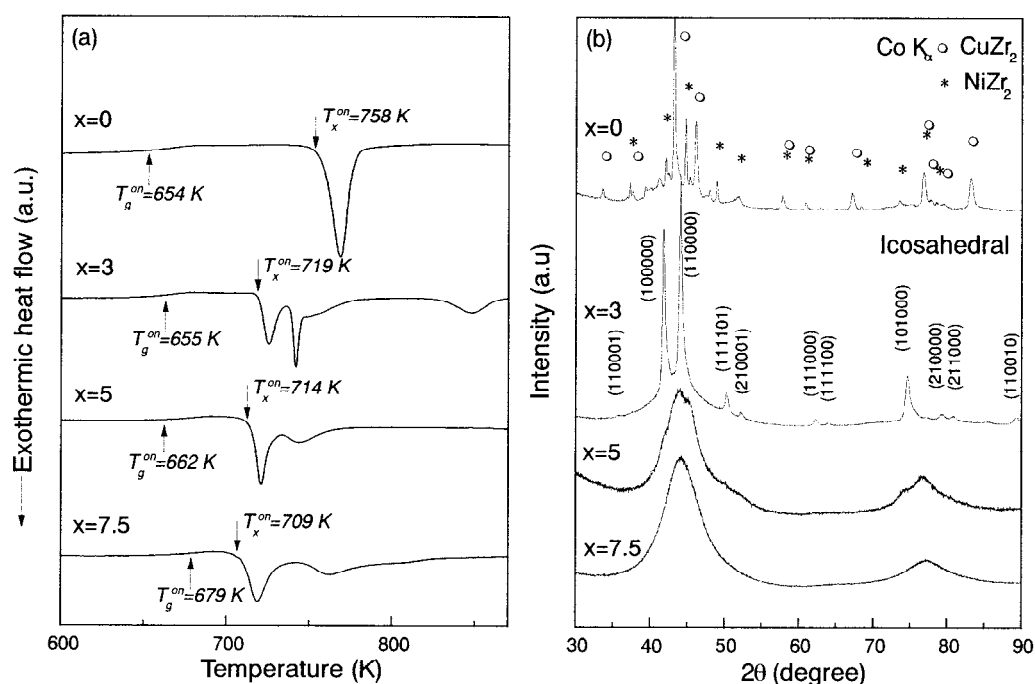 (a)
x=0
T_x^on=758 K
T_g^on=654 K
x=3
T_x^on=719 K
T_g^on=655 K
x=5
T_x^on=714 K
T_g^on=662 K
x=7.5
T_x^on=709 K
T_g^on=679 K
Exothermic heat flow (a.u.)
600 700 800
Temperature (K)
(b)
Co Kα ○ CuZr₂
* NiZr₂
x=0
Icosahedral
x=3
(110001)
(100000)
(110000)
(111101)
(210001)
(111000)
(111100)
(101000)
(210000)
(211000)
(110010)
x=5
x=7.5
Intensity (a.u)
30 40 50 60 70 80 90
2θ (degree)